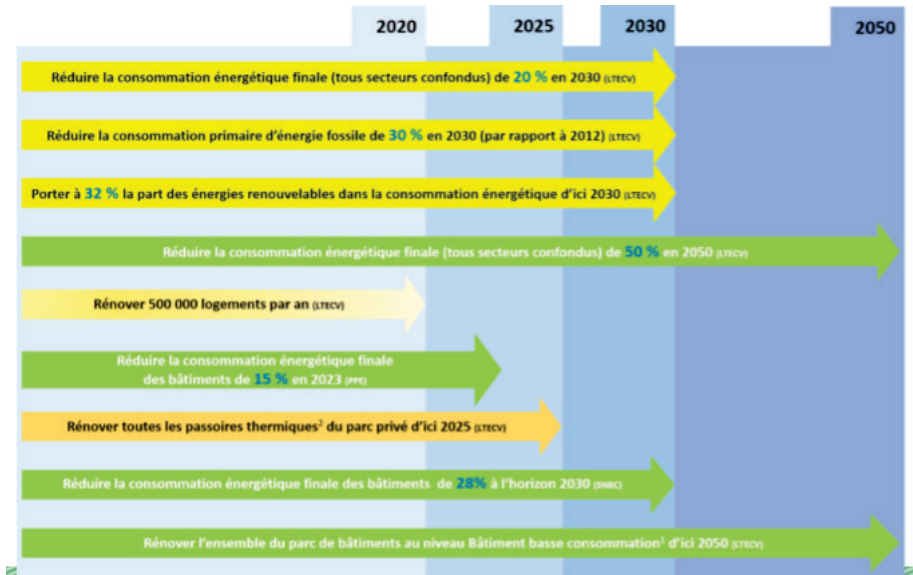 2020 2025 2030 2050
Réduire la consommation énergétique finale (tous secteurs confondus) de 20 % en 2030 (LTECV)
Réduire la consommation primaire d'énergie fossile de 30 % en 2030 (par rapport à 2012) (LTECV)
Porter à 32 % la part des énergies renouvelables dans la consommation énergétique d'ici 2030 (LTECV)
Réduire la consommation énergétique finale (tous secteurs confondus) de 50 % en 2050 (LTECV)
Rénover 500 000 logements par an (LTECV)
Réduire la consommation énergétique finale
des bâtiments de 15 % en 2023 (PPE)
Rénover toutes les passoires thermiques² du parc privé d'ici 2025 (LTECV)
Réduire la consommation énergétique finale des bâtiments de 28% à l'horizon 2030 (SNBC)
Rénover l'ensemble du parc de bâtiments au niveau Bâtiment basse consommation¹ d'ici 2050 (LTECV)